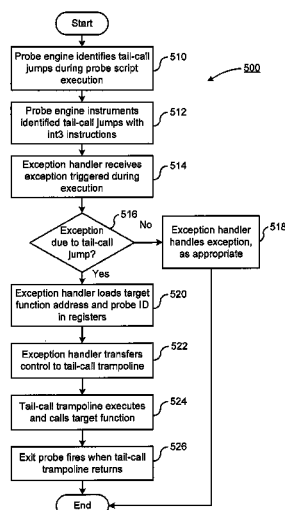 Start
Probe engine identifies tail-call
jumps during probe script
execution
510
500
Probe engine instruments
identified tail-call jumps with
int3 instructions
512
Exception handler receives
exception triggered during
execution
514
Exception
due to tail-call
jump?
516
No
Exception handler
handles exception,
as appropriate
518
Yes
Exception handler loads target
function address and probe ID
in registers
520
Exception handler transfers
control to tail-call trampoline
522
Tail-call trampoline executes
and calls target function
524
Exit probe fires when tail-call
trampoline returns
526
End